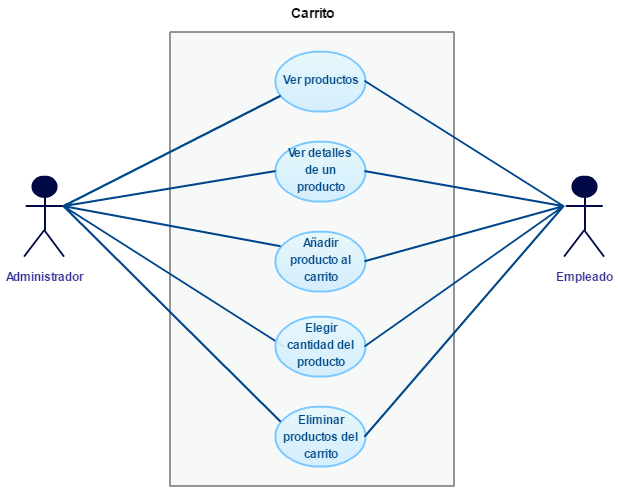 Carrito
Ver productos
Ver detalles
de un
producto
Añadir
producto al
carrito
Administrador
Empleado
Elegir
cantidad del
producto
Eliminar
productos del
carrito